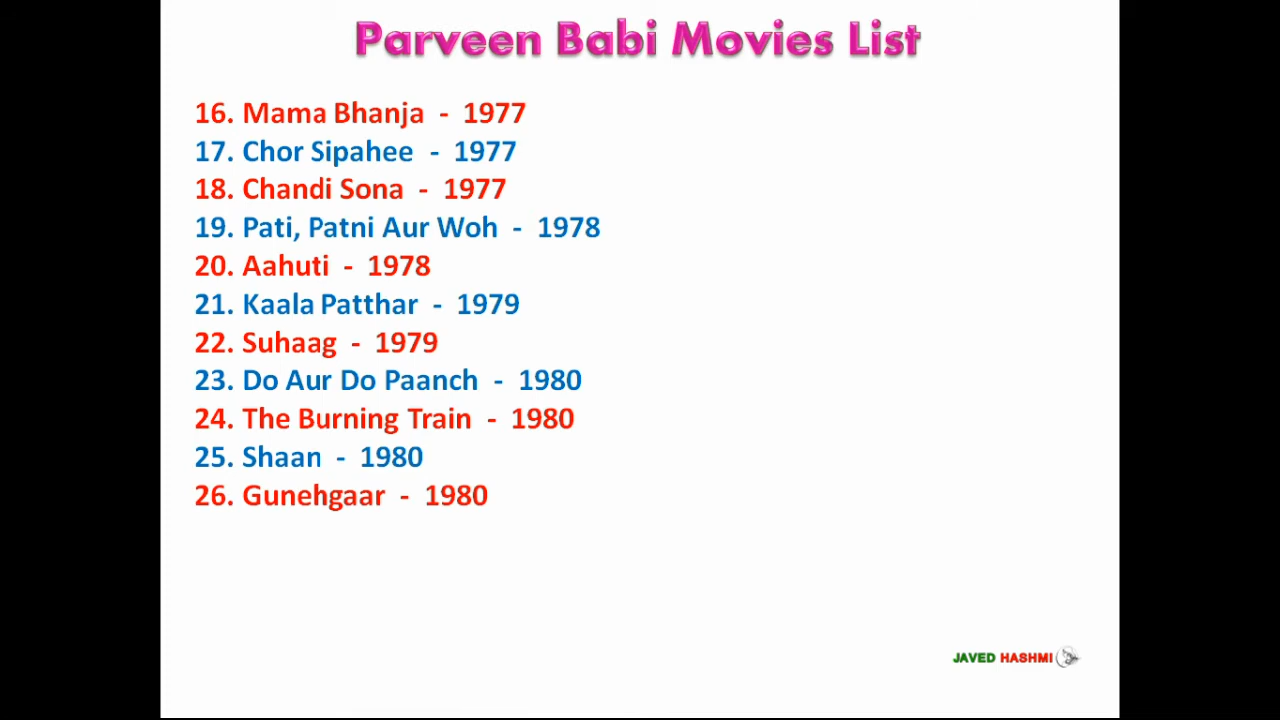 Parveen Babi Movies List
16. Mama Bhanja - 1977
17. Chor Sipahee - 1977
18. Chandi Sona - 1977
19. Pati, Patni Aur Woh - 1978
20. Aahuti - 1978
21. Kaala Patthar - 1979
22. Suhaag - 1979
23. Do Aur Do Paanch - 1980
24. The Burning Train - 1980
25. Shaan - 1980
26. Gunehgaar - 1980
JAVED HASHMI